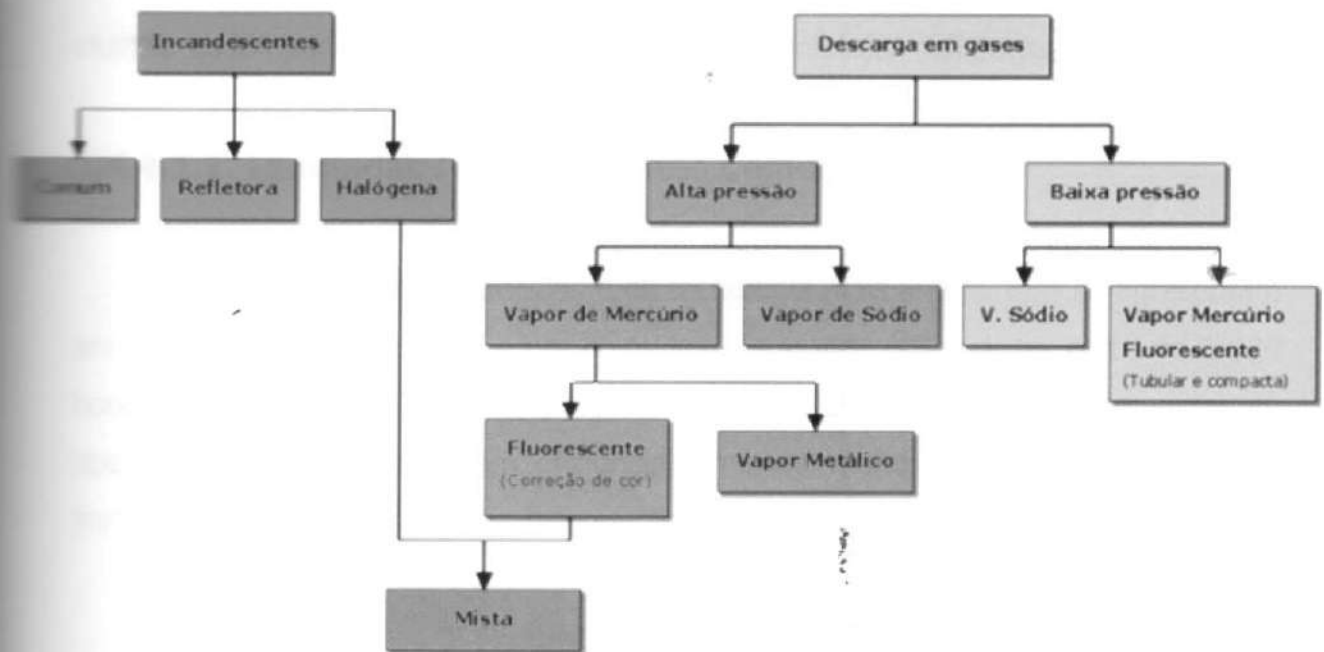 Incandescentes
Descarga em gases
Comum
Refletora
Halógena
Alta pressão
Baixa pressão
Vapor de Mercúrio
Vapor de Sódio
V. Sódio
Vapor Mercúrio
Fluorescente
(Tubular e compacta)
Fluorescente
(Correção de cor)
Vapor Metálico
Mista